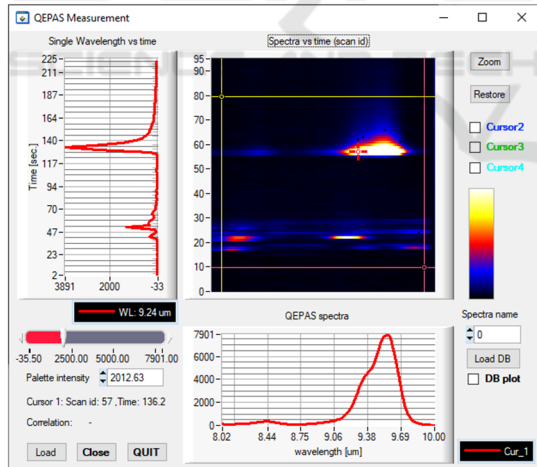 QEPAS Measurement
Single Wavelength vs time
Spectra vs time (scan id)
225
211
187
164
140
117
94
70
47
23
2
Time [sec.]
3891 2000 -33
WL: 9.24 um
95
90
80
70
60
50
40
30
20
10
0
Zoom
Restore
Cursor2
Cursor3
Cursor4
-35.50 2500.00 5000.00 7901.00
Palette intensity 2012.63
Cursor 1: Scan id: 57 ,Time: 136.2
Correlation: -
Load Close QUIT
QEPAS spectra
7901
6000
4000
2000
0
8.02 8.44 8.75 9.06 9.38 9.69 10.00
wavelength [um]
Spectra name
0
Load DB
DB plot
Cur_1